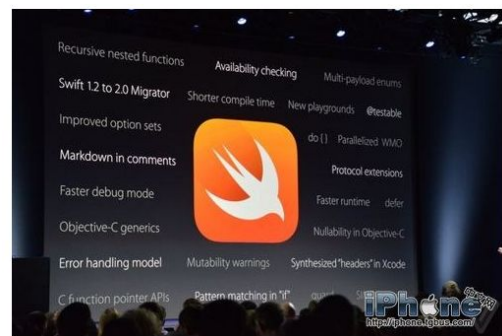 Recursive nested functions
Availability checking
Multi-payload enums
Swift 1.2 to 2.0 Migrator
Shorter compile time
New playgrounds
@testable
Improved option sets
do { }
Parallelized WMO
Markdown in comments
Protocol extensions
Faster debug mode
Faster runtime
defer
Objective-C generics
Nullability in Objective-C
Error handling model
Mutability warnings
Synthesized "headers" in Xcode
C function pointer APIs
Pattern matching in "if"
iPhone
http://iphone.tgbus.com/